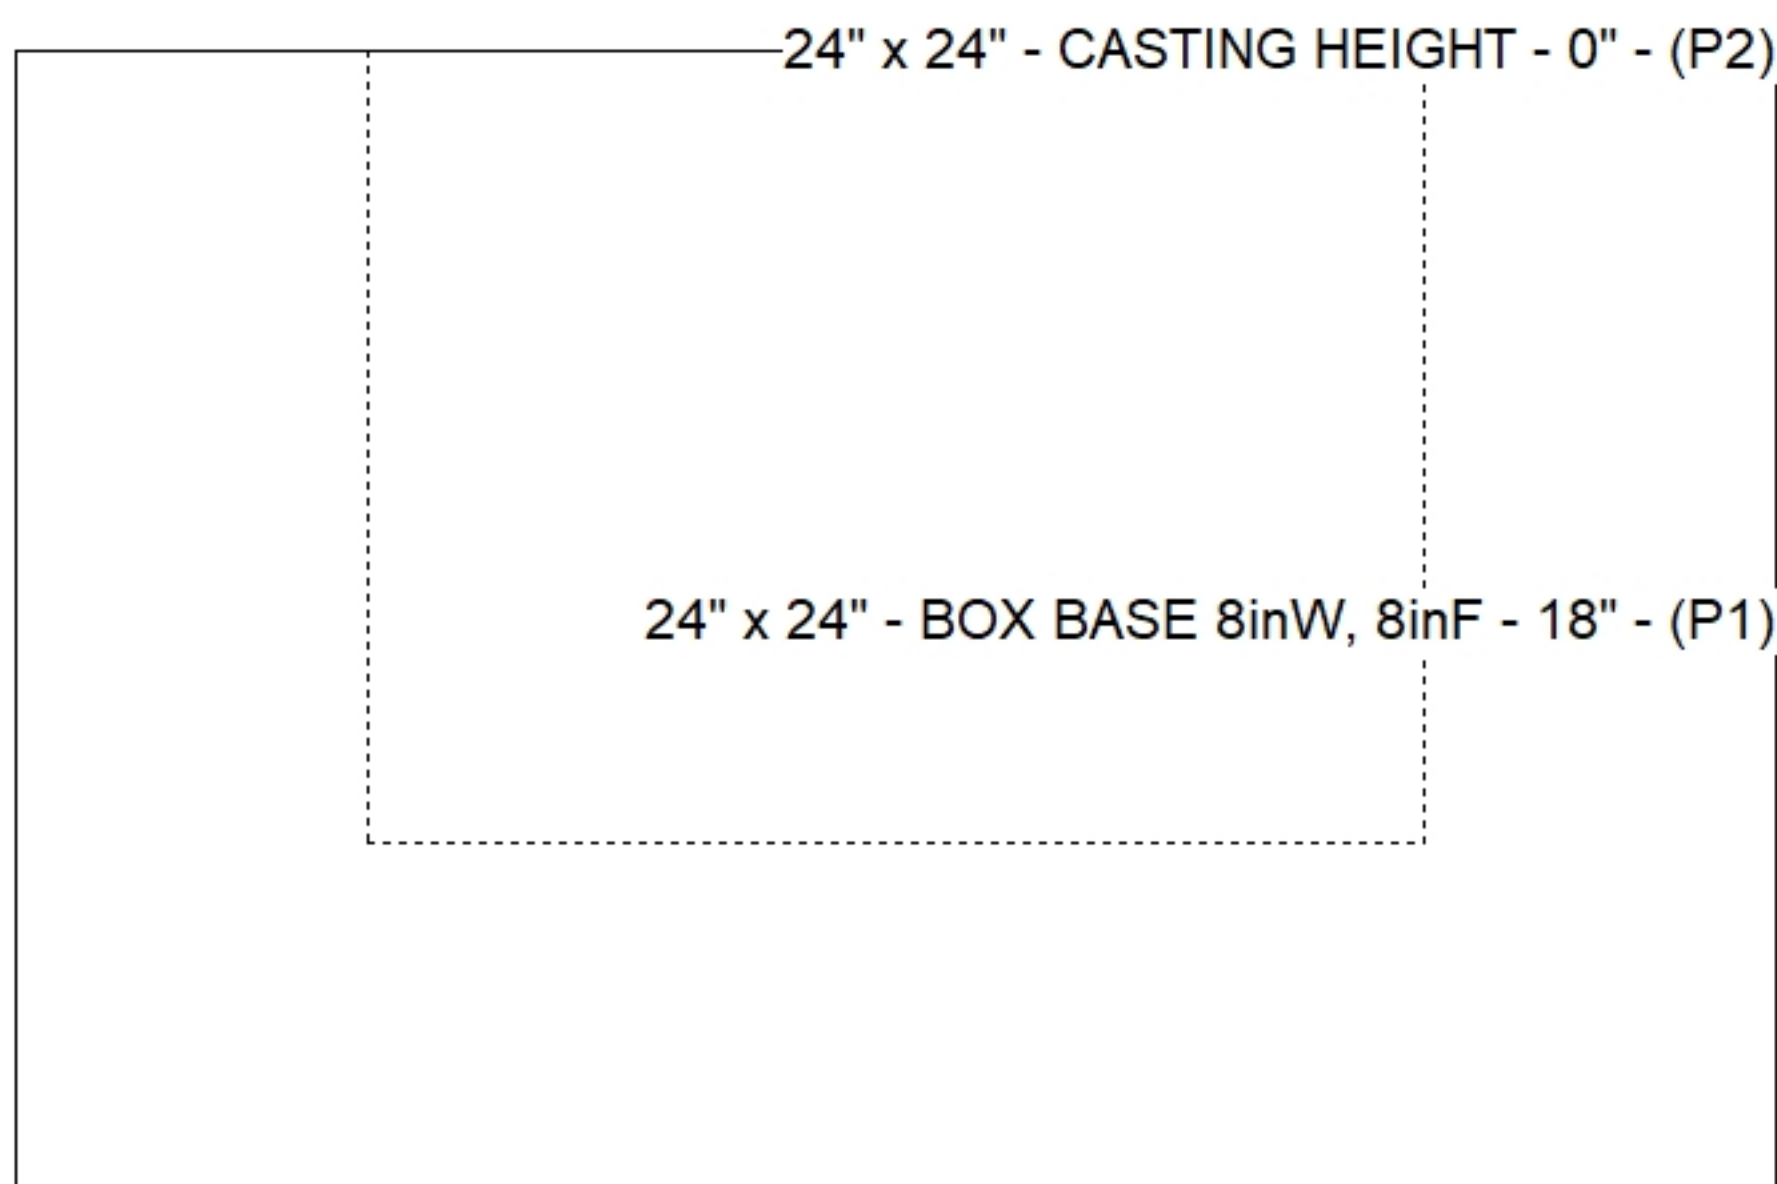 24" x 24" - CASTING HEIGHT - 0" - (P2)
24" x 24" - BOX BASE 8inW, 8inF - 18" - (P1)